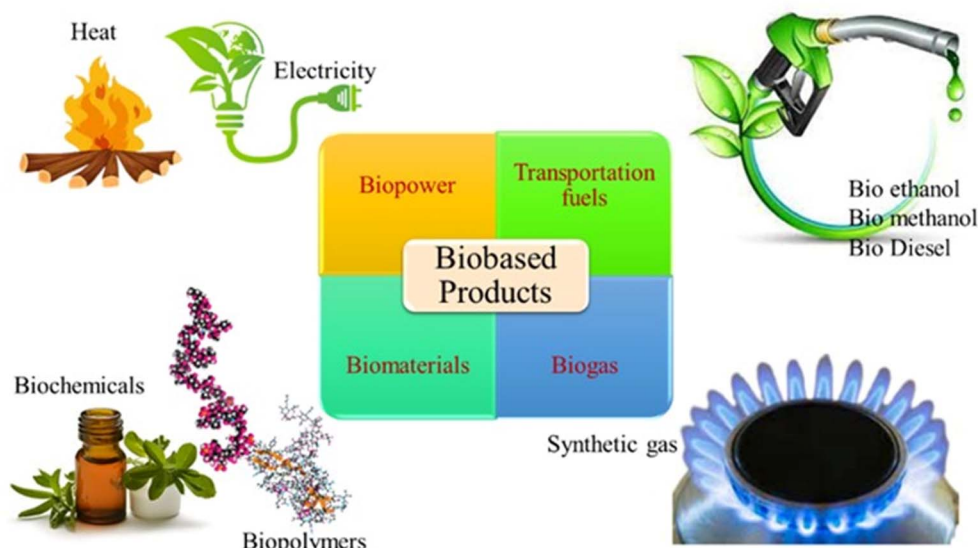 Heat
Electricity
Biopower
Transportation
fuels
Bio ethanol
Bio methanol
Bio Diesel
Biobased
Products
Biomaterials
Biogas
Biochemicals
Synthetic gas
Biopolymers